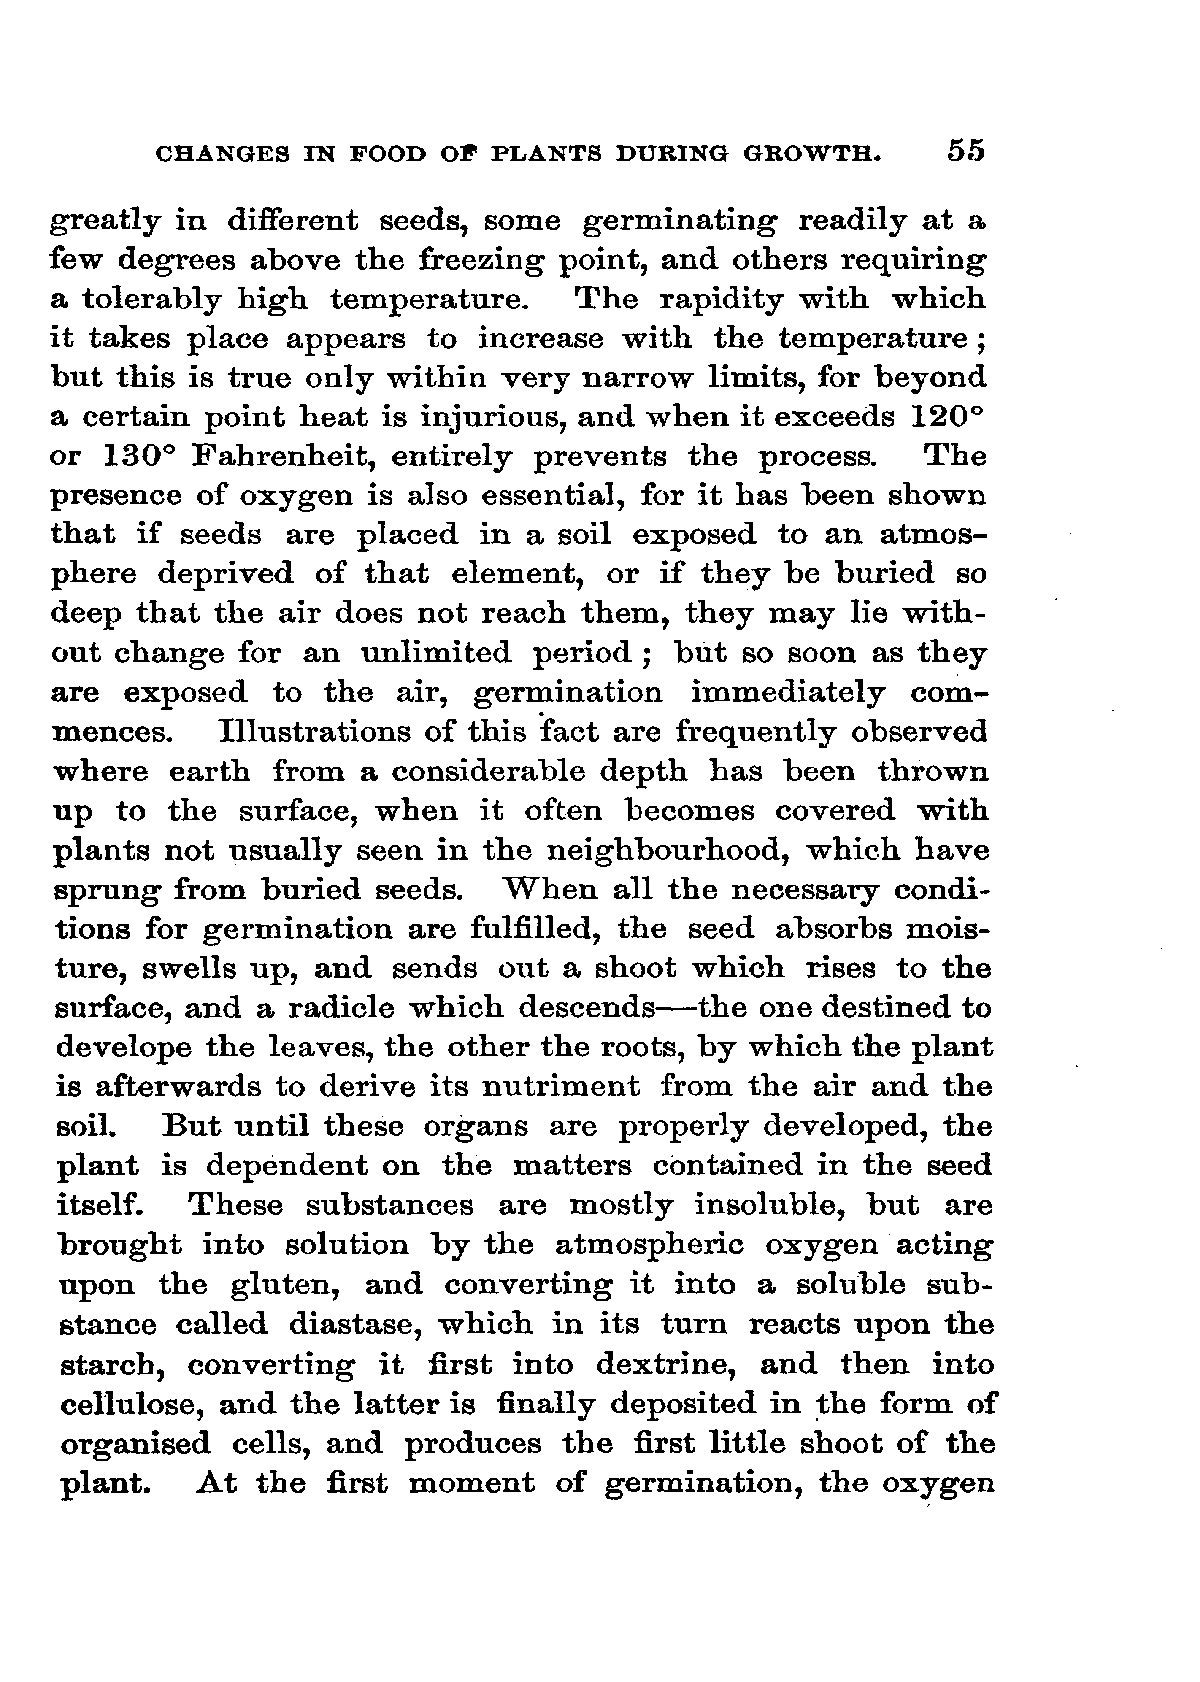 CHANGES IN FOOD OF PLANTS DURING GROWTH. 55
greatly in different seeds, some germinating readily at a
few degrees above the freezing point, and others requiring
a tolerably high temperature. The rapidity with which
it takes place appears to increase with the temperature ;
but this is true only within very narrow limits, for beyond
a certain point heat is injurious, and when it exceeds 120°
or 130° Fahrenheit, entirely prevents the process. The
presence of oxygen is also essential, for it has been shown
that if seeds are placed in a soil exposed to an atmos-
phere deprived of that element, or if they be buried so
deep that the air does not reach them, they may lie with-
out change for an unlimited period ; but so soon as they
are exposed to the air, germination immediately com-
mences. Illustrations of this fact are frequently observed
where earth from a considerable depth has been thrown
up to the surface, when it often becomes covered with
plants not usually seen in the neighbourhood, which have
sprung from buried seeds. When all the necessary condi-
tions for germination are fulfilled, the seed absorbs mois-
ture, swells up, and sends out a shoot which rises to the
surface, and a radicle which descends—the one destined to
develope the leaves, the other the roots, by which the plant
is afterwards to derive its nutriment from the air and the
soil. But until these organs are properly developed, the
plant is dependent on the matters contained in the seed
itself. These substances are mostly insoluble, but are
brought into solution by the atmospheric oxygen acting
upon the gluten, and converting it into a soluble sub-
stance called diastase, which in its turn reacts upon the
starch, converting it first into dextrine, and then into
cellulose, and the latter is finally deposited in the form of
organised cells, and produces the first little shoot of the
plant. At the first moment of germination, the oxygen